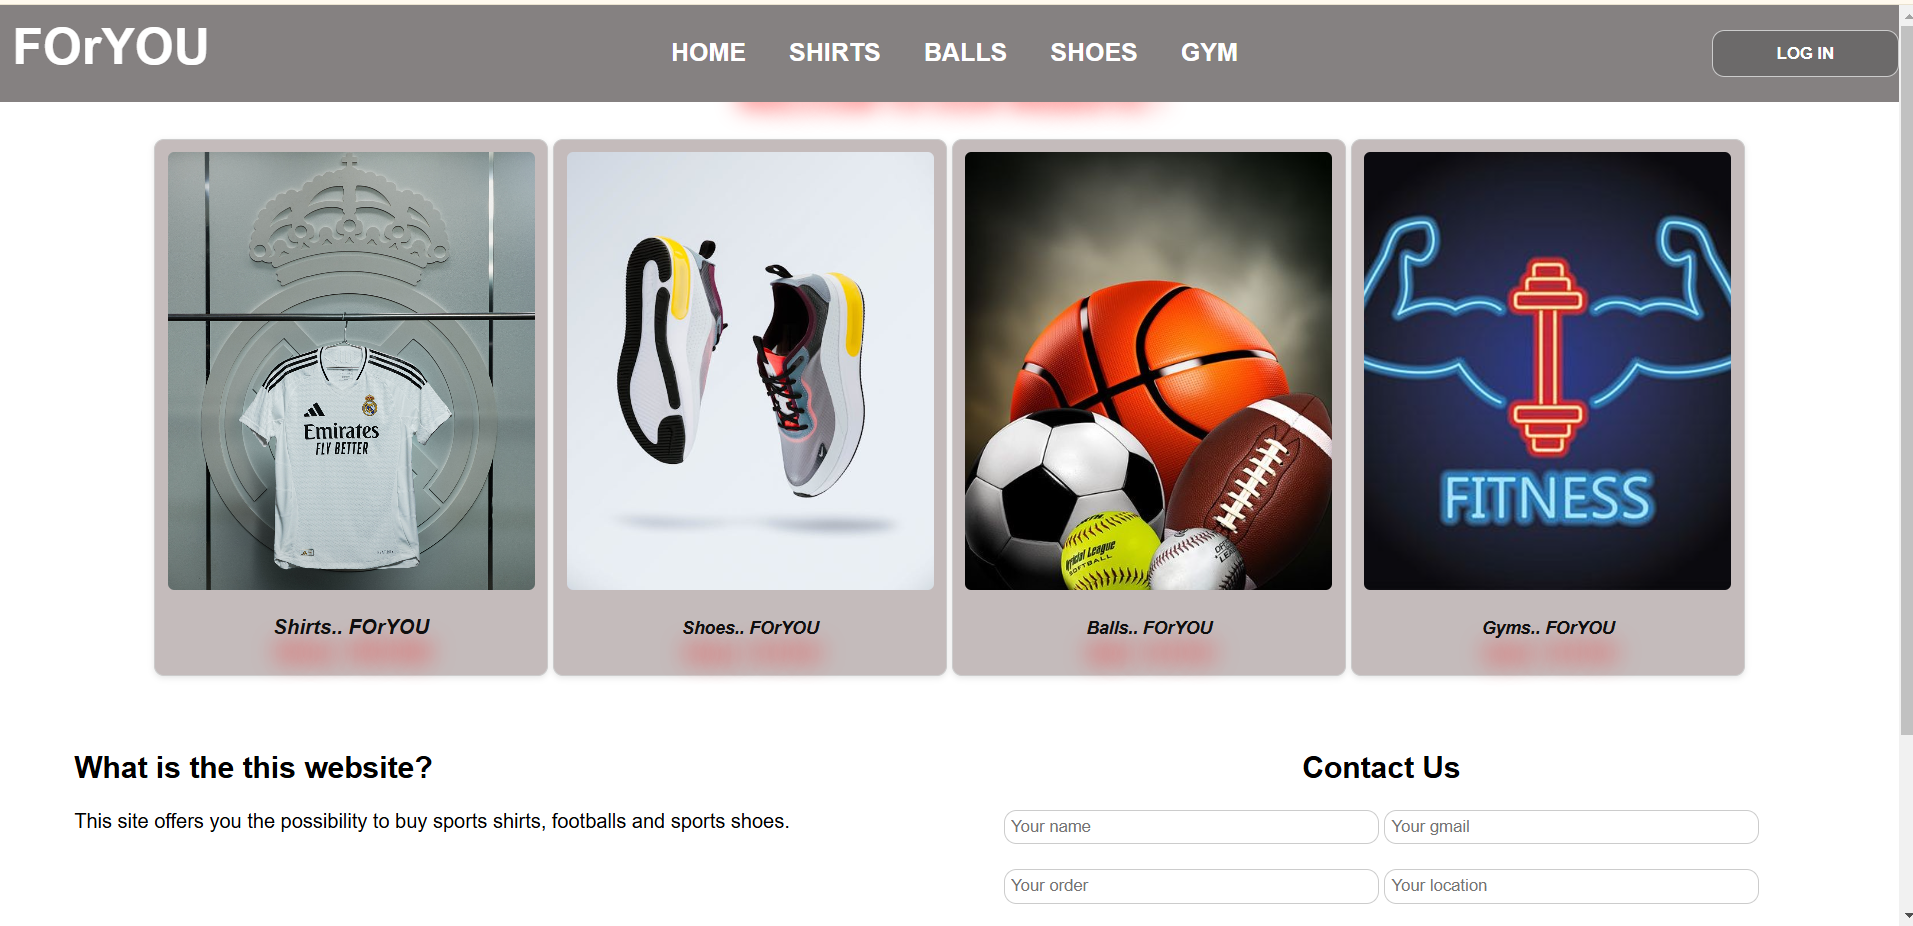 FOrYOU
HOME SHIRTS BALLS SHOES GYM
LOG IN
Emirates
FLY BETTER
Official League
SOFTBALL
FITNESS
Shirts.. FOrYOU
Shoes.. FOrYOU
Balls.. FOrYOU
Gyms.. FOrYOU
What is the this website?
This site offers you the possibility to buy sports shirts, footballs and sports shoes.
Contact Us
Your name
Your gmail
Your order
Your location